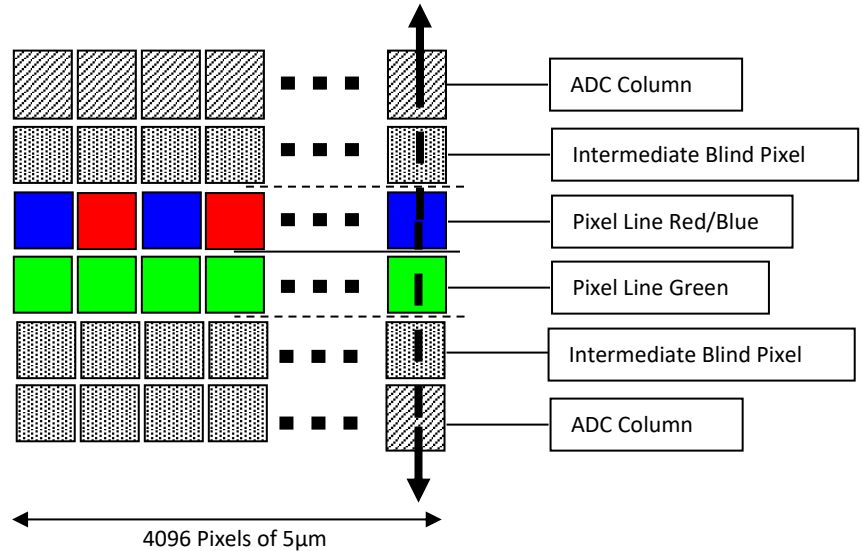 ADC Column
Intermediate Blind Pixel
Pixel Line Red/Blue
Pixel Line Green
Intermediate Blind Pixel
ADC Column
4096 Pixels of 5µm